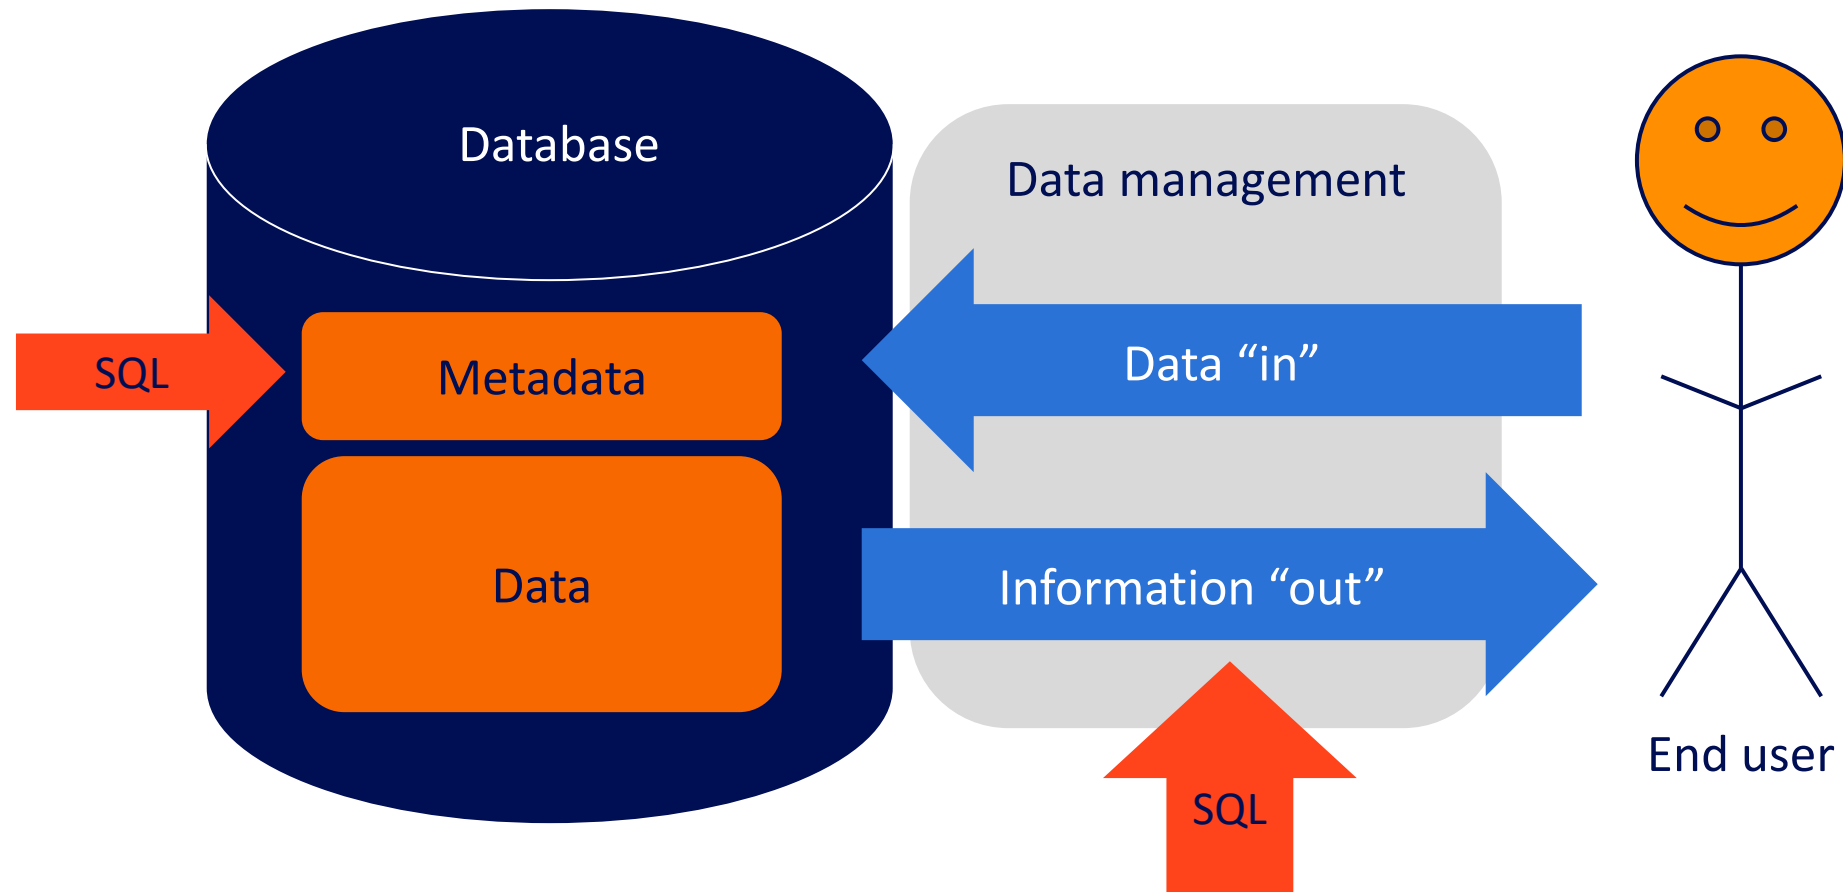 Database
Data management
SQL
Metadata
Data “in”
Data
Information “out”
End user
SQL